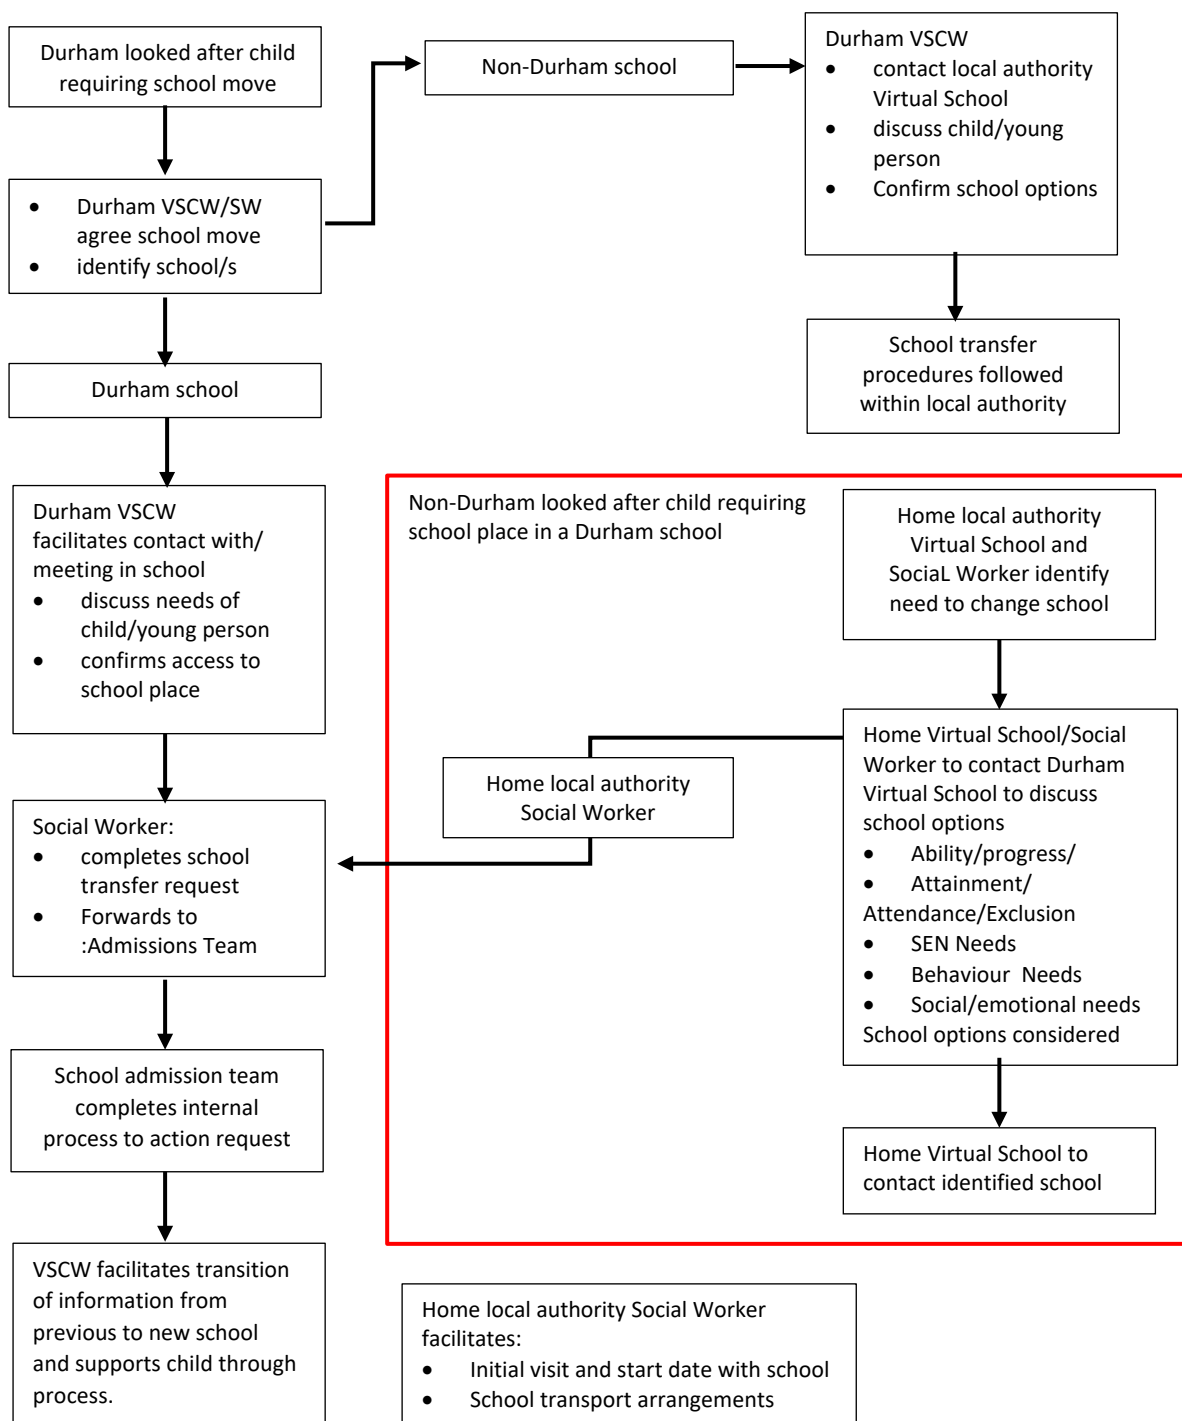 Durham looked after child
requiring school move
Non-Durham school
Durham VSCW
• contact local authority
Virtual School
• discuss child/young
person
• Confirm school options
• Durham VSCW/SW
agree school move
• identify school/s
School transfer
procedures followed
within local authority
Durham school
Durham VSCW
facilitates contact with/
meeting in school
• discuss needs of
child/young person
• confirms access to
school place
Non-Durham looked after child requiring
school place in a Durham school
Home local authority
Virtual School and
SociaL Worker identify
need to change school
Home Virtual School/Social
Worker to contact Durham
Virtual School to discuss
school options
• Ability/progress/
• Attainment/
Attendance/Exclusion
• SEN Needs
• Behaviour  Needs
• Social/emotional needs
School options considered
Home local authority
Social Worker
Social Worker:
• completes school
transfer request
• Forwards to
:Admissions Team
School admission team
completes internal
process to action request
Home Virtual School to
contact identified school
VSCW facilitates transition
of information from
previous to new school
and supports child through
process.
Home local authority Social Worker
facilitates:
• Initial visit and start date with school
• School transport arrangements